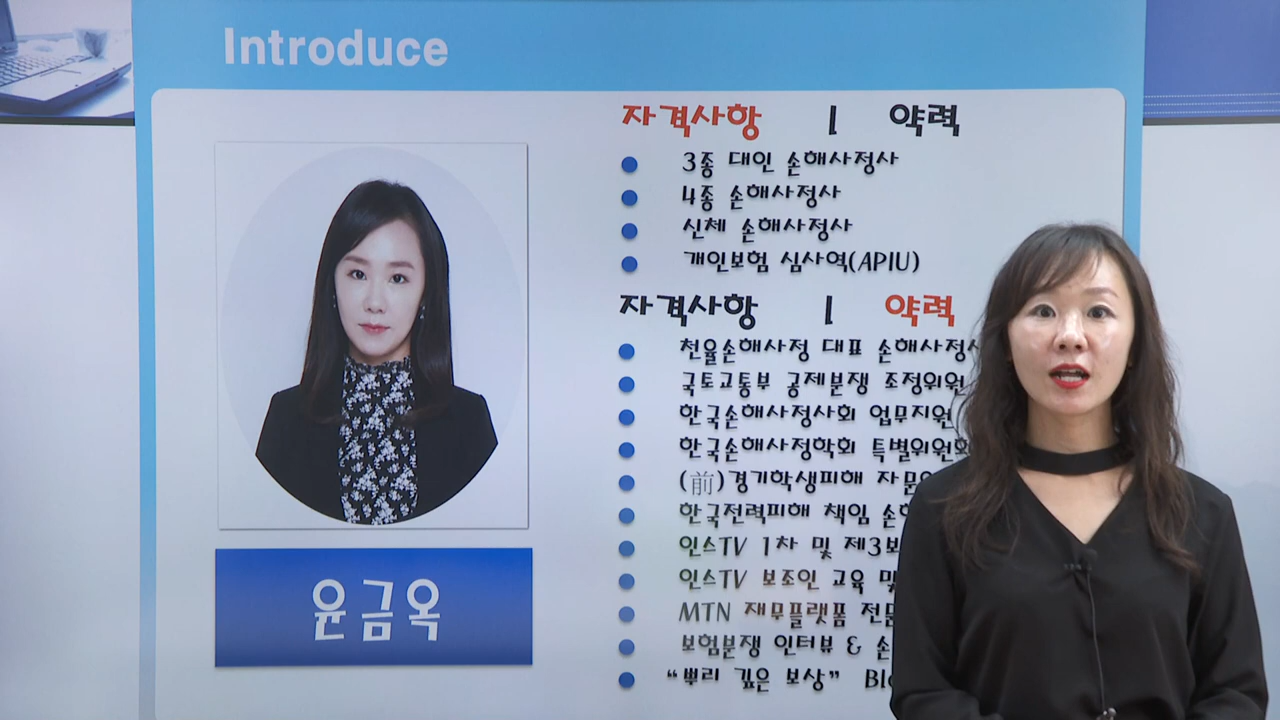 Introduce
자격사항 | 약력
3종 대인 손해사정사
4종 손해사정사
신체 손해사정사
개인보험 심사역(APIU)
자격사항 | 약력
천율손해사정 대표 손해사정사
국토교통부 공제분쟁 조정위원
한국손해사정사회 업무지원
한국손해사정학회 특별위원회
(前)경기학생피해 자문
한국전력피해 책임
인스TV 1차 및 제3보
인스TV 보조인 교육 및
MTN 재무플랫폼 전문
보험분쟁 인터뷰 & 손
“뿌리 깊은 보상”
윤금옥